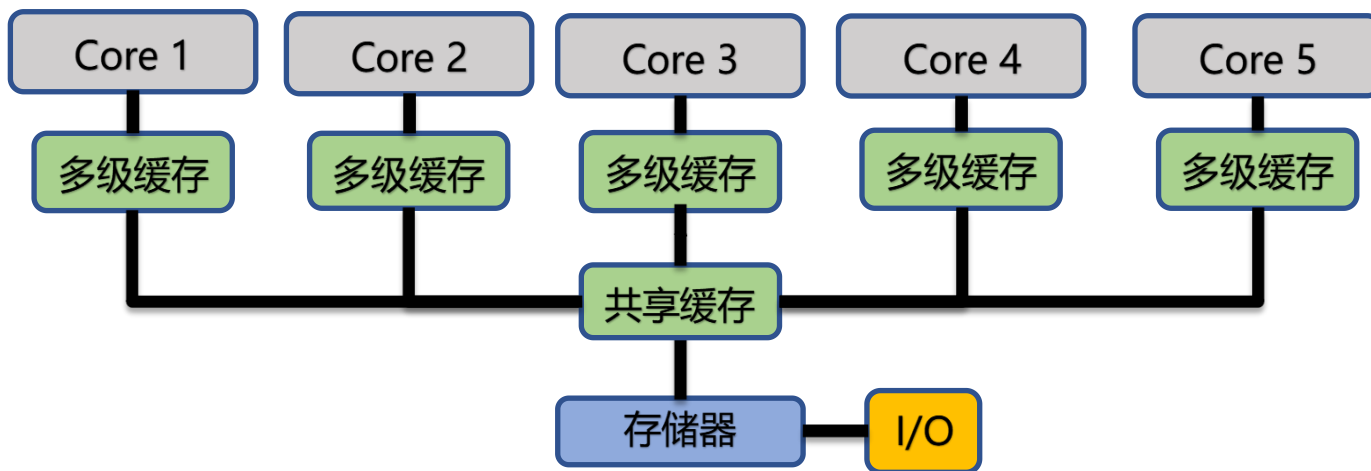 Core 1
Core 2
Core 3
Core 4
Core 5
多级缓存
多级缓存
多级缓存
多级缓存
多级缓存
共享缓存
存储器
I/O